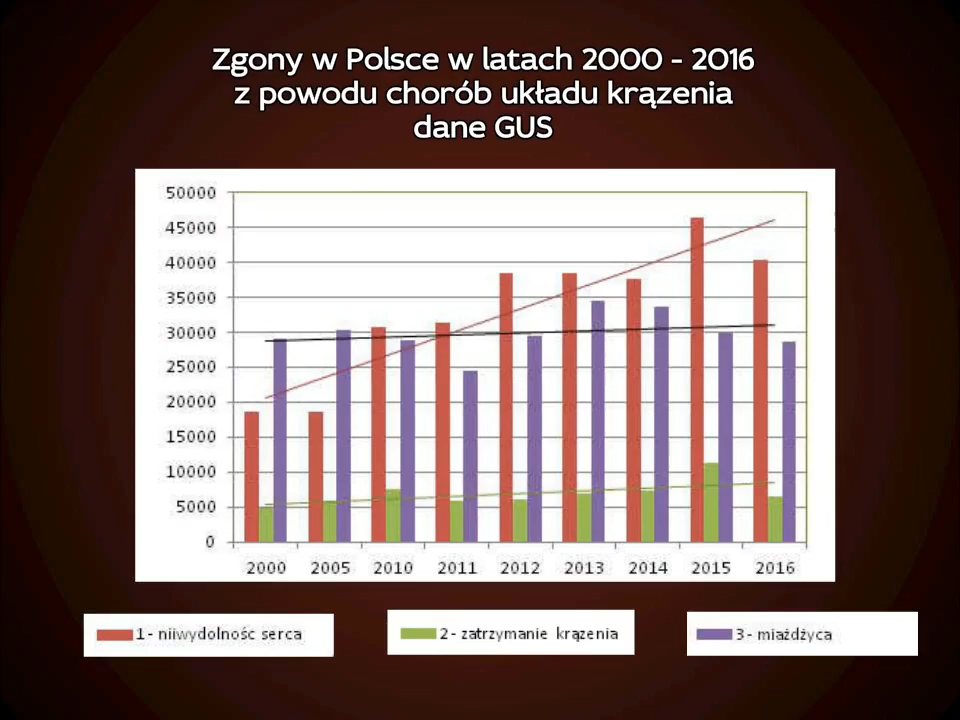 Zgony w Polsce w latach 2000 - 2016
z powodu chorób układu krązenia
dane GUS
50000
45000
40000
35000
30000
25000
20000
15000
10000
5000
0
2000 2005 2010 2011 2012 2013 2014 2015 2016
1- niiwydolnośc serca
2- zatrzymanie krązenia
3- miażdżyca